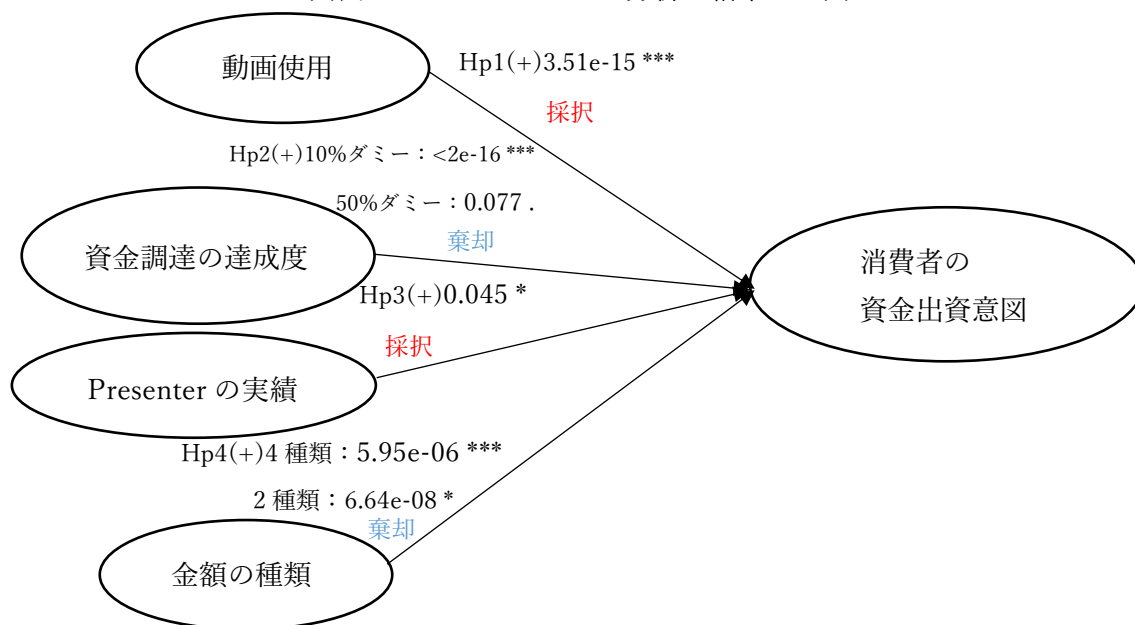 動画使用
Hp1(+)3.51e-15 ***
採択
Hp2(+)10%ダミー：<2e-16 ***
50%ダミー：0.077 .
棄却
資金調達の達成度
Hp3(+)0.045 *
採択
Presenter の実績
消費者の
資金出資意図
Hp4(+)4 種類：5.95e-06 ***
2 種類：6.64e-08 *
棄却
金額の種類